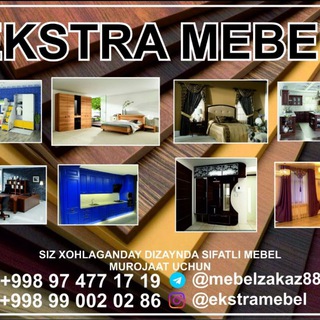 EKSTRA MEBEL
SIZ XOHLAGANDAY DIZAYNDA SIFATLI MEBEL
MUROJAAT UCHUN
+998 97 477 17 19 @mebelzakaz88
+998 99 002 02 86 @ekstramebel